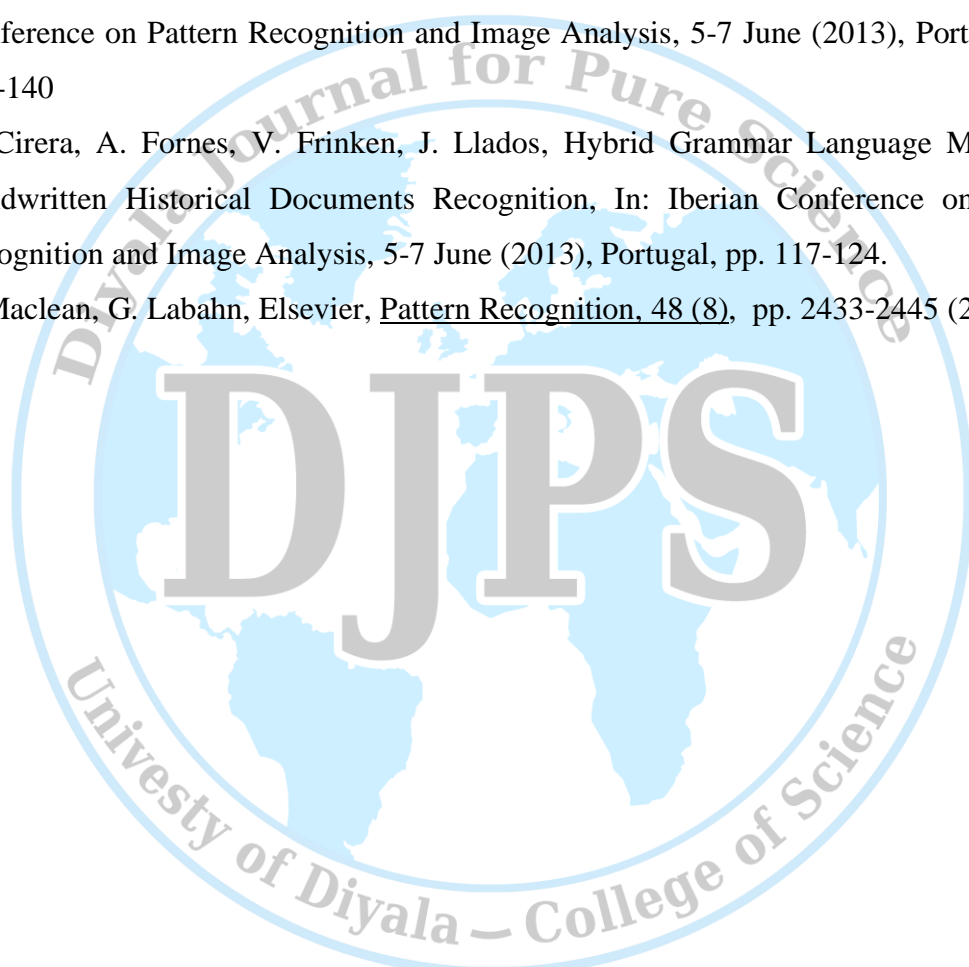 ference on Pattern Recognition and Image Analysis, 5-7 June (2013), Port
-140
Cirera, A. Fornes, V. Frinken, J. Llados, Hybrid Grammar Language M
dwritten Historical Documents Recognition, In: Iberian Conference on
ognition and Image Analysis, 5-7 June (2013), Portugal, pp. 117-124.
Maclean, G. Labahn, Elsevier, Pattern Recognition, 48 (8), pp. 2433-2445 (2
Diyala Journal for Pure Science
DJPS
Univesty of Diyala – College of Science